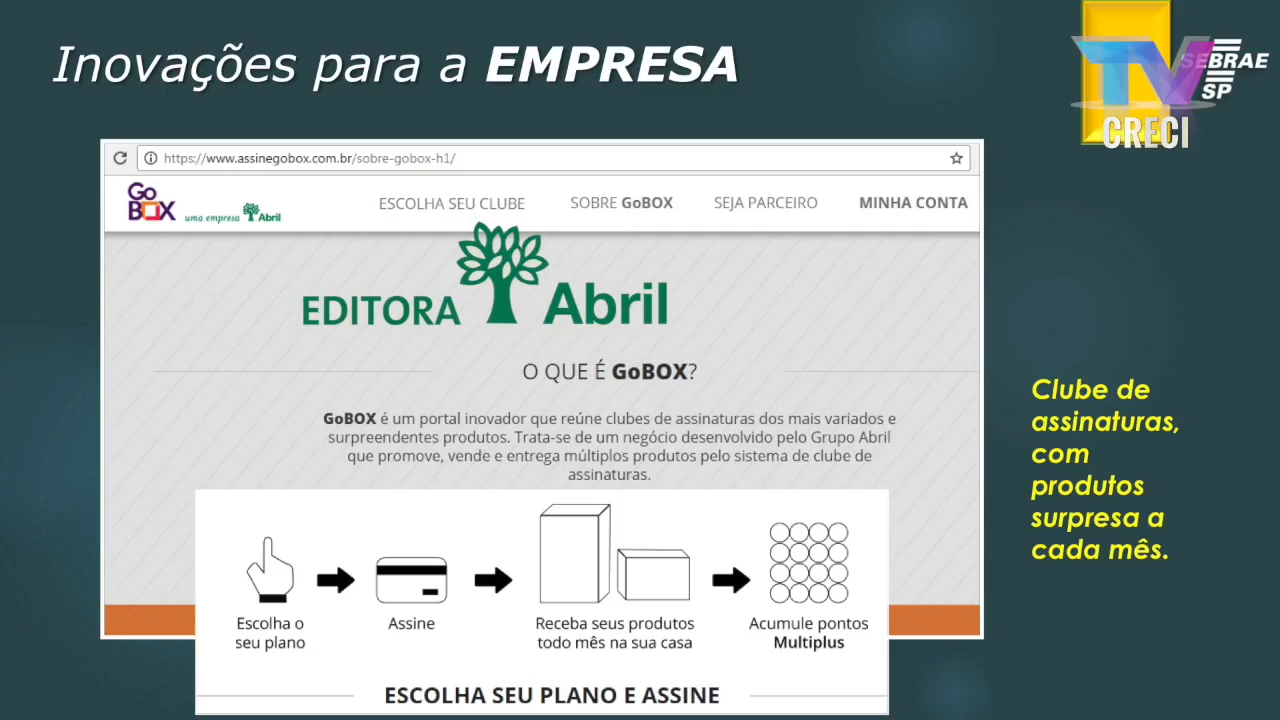 Inovações para a EMPRESA
TV
CRECI
SEBRAE
SP
https://www.assinegobox.com.br/sobre-gobox-h1/
GO
BOX
uma empresa Abril
ESCOLHA SEU CLUBE
SOBRE GoBOX
SEJA PARCEIRO
MINHA CONTA
EDITORA Abril
O QUE É GoBOX?
GoBOX é um portal inovador que reúne clubes de assinaturas dos mais variados e
surpreendentes produtos. Trata-se de um negócio desenvolvido pelo Grupo Abril
que promove, vende e entrega múltiplos produtos pelo sistema de clube de
assinaturas.
Clube de
assinaturas,
com
produtos
surpresa a
cada mês.
Escolha o
seu plano
Assine
Receba seus produtos
todo mês na sua casa
Acumule pontos
Multiplus
ESCOLHA SEU PLANO E ASSINE